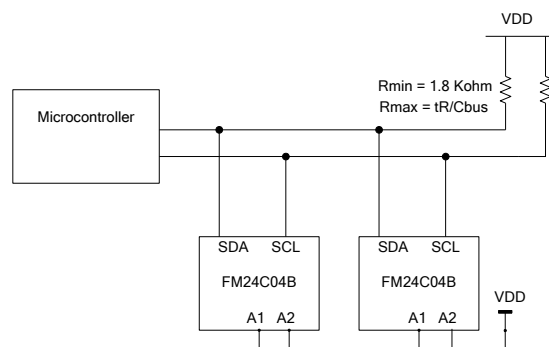 VDD
Rmin = 1.8 Kohm
Rmax = tR/Cbus
Microcontroller
SDA SCL
SDA SCL
FM24C04B
FM24C04B
VDD
A1 A2
A1 A2